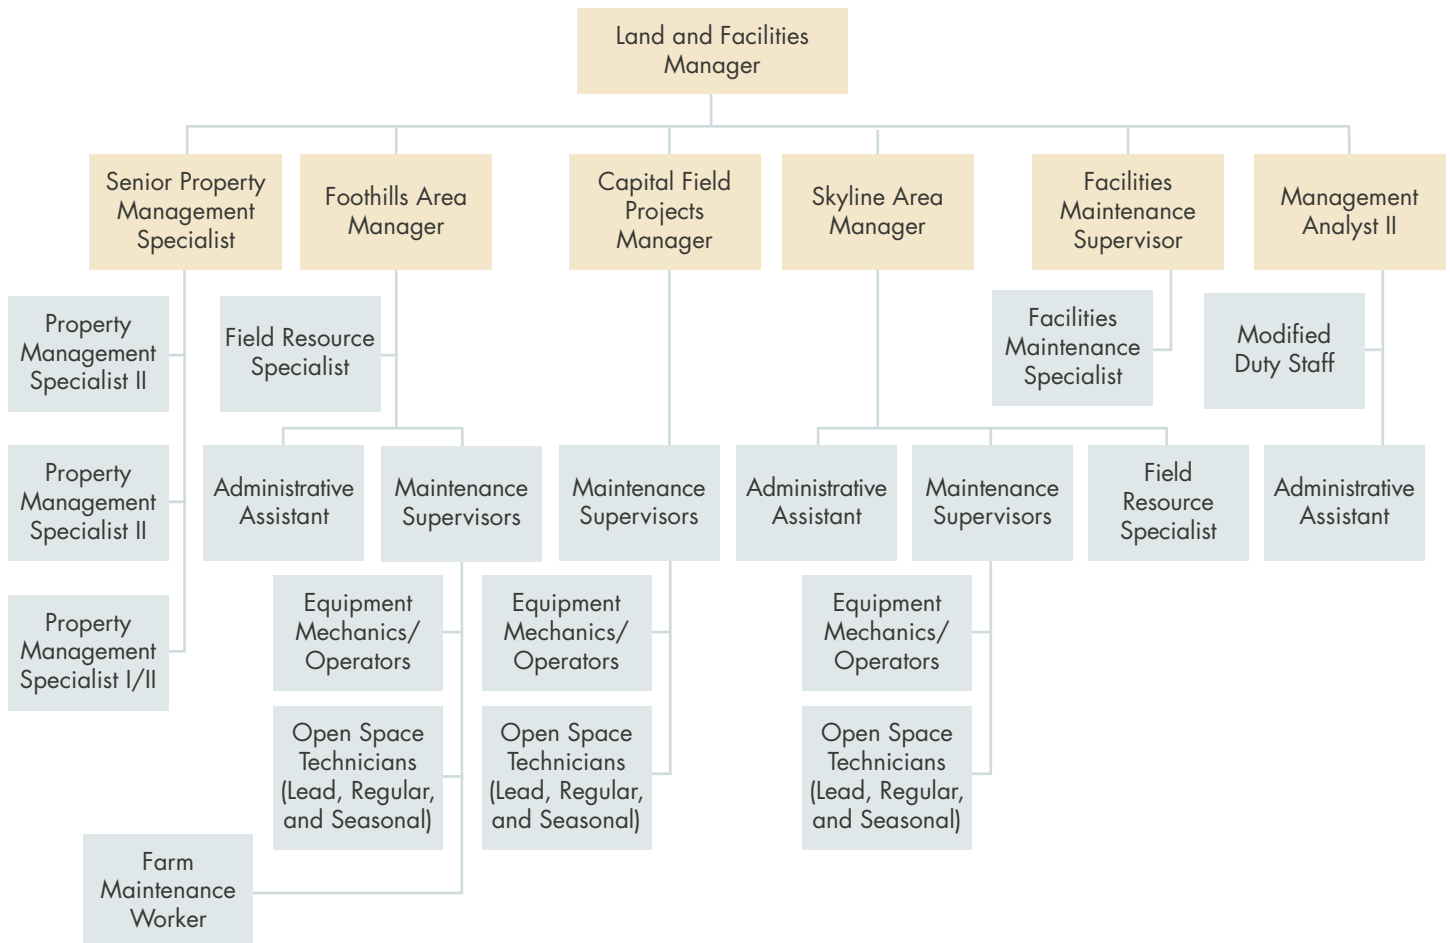 Land and Facilities
Manager
Senior Property
Management
Specialist
Foothills Area
Manager
Capital Field
Projects
Manager
Skyline Area
Manager
Facilities
Maintenance
Supervisor
Management
Analyst II
Property
Management
Specialist II
Field Resource
Specialist
Facilities
Maintenance
Specialist
Modified
Duty Staff
Property
Management
Specialist II
Administrative
Assistant
Maintenance
Supervisors
Maintenance
Supervisors
Administrative
Assistant
Maintenance
Supervisors
Field
Resource
Specialist
Administrative
Assistant
Property
Management
Specialist I/II
Equipment
Mechanics/
Operators
Equipment
Mechanics/
Operators
Equipment
Mechanics/
Operators
Open Space
Technicians
(Lead, Regular,
and Seasonal)
Open Space
Technicians
(Lead, Regular,
and Seasonal)
Open Space
Technicians
(Lead, Regular,
and Seasonal)
Farm
Maintenance
Worker